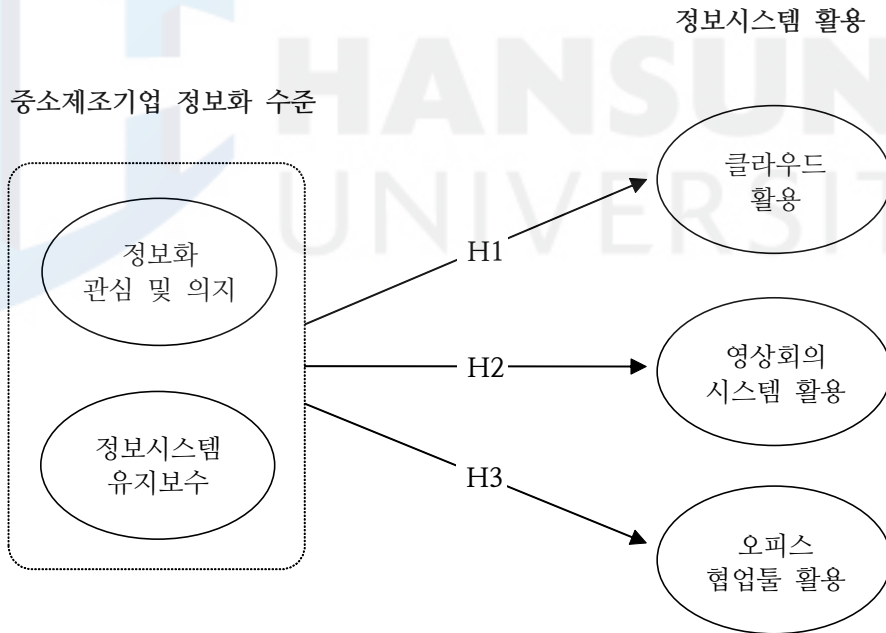 정보시스템 활용
HANSUN
UNIVERSIT
중소제조기업 정보화 수준
정보화
관심 및 의지
정보시스템
유지보수
H1
H2
H3
클라우드
활용
영상회의
시스템 활용
오피스
협업툴 활용